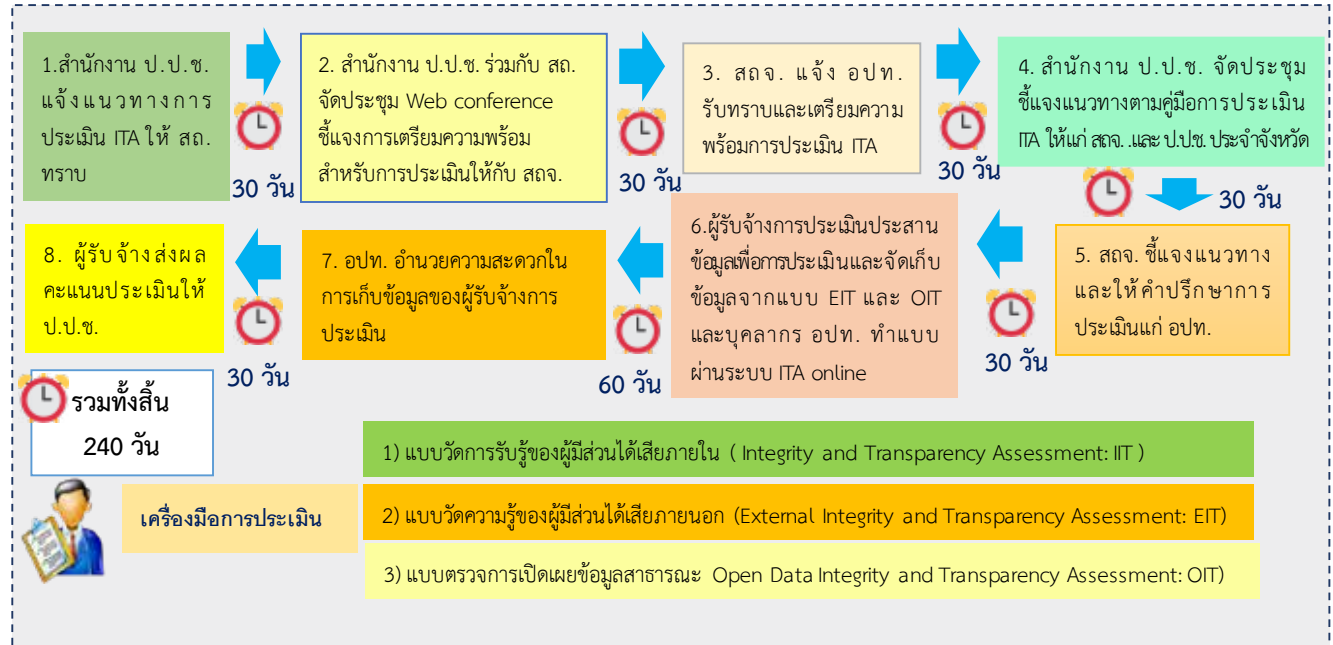 1.สำนักงาน ป.ป.ช.
แจ้งแนวทางการ
ประเมิน ITA ให้ สถ.
ทราบ
30 วัน
2. สำนักงาน ป.ป.ช. ร่วมกับ สถ.
จัดประชุม Web conference
ชี้แจงการเตรียมความพร้อม
สำหรับการประเมินให้กับ สถจ.
30 วัน
3. สถจ. แจ้ง อปท.
รับทราบและเตรียมความ
พร้อมการประเมิน ITA
30 วัน
4. สำนักงาน ป.ป.ช. จัดประชุม
ชี้แจงแนวทางตามคู่มือการประเมิน
ITA ให้แก่ สถจ. .และ ป.ป.ช. ประจำจังหวัด
30 วัน
5. สถจ. ชี้แจงแนวทาง
และให้คำปรึกษาการ
ประเมินแก่ อปท.
30 วัน
6.ผู้รับจ้างการประเมินประสาน
ข้อมูลเพื่อการประเมินและจัดเก็บ
ข้อมูลจากแบบ EIT และ OIT
และบุคลากร อปท. ทำแบบ
ผ่านระบบ ITA online
60 วัน
7. อปท. อำนวยความสะดวกใน
การเก็บข้อมูลของผู้รับจ้างการ
ประเมิน
30 วัน
8. ผู้รับจ้างส่งผล
คะแนนประเมินให้
ป.ป.ช.
รวมทั้งสิ้น
240 วัน
เครื่องมือการประเมิน
1) แบบวัดการรับรู้ของผู้มีส่วนได้เสียภายใน ( Integrity and Transparency Assessment: IIT )
2) แบบวัดความรู้ของผู้มีส่วนได้เสียภายนอก (External Integrity and Transparency Assessment: EIT)
3) แบบตรวจการเปิดเผยข้อมูลสาธารณะ Open Data Integrity and Transparency Assessment: OIT)